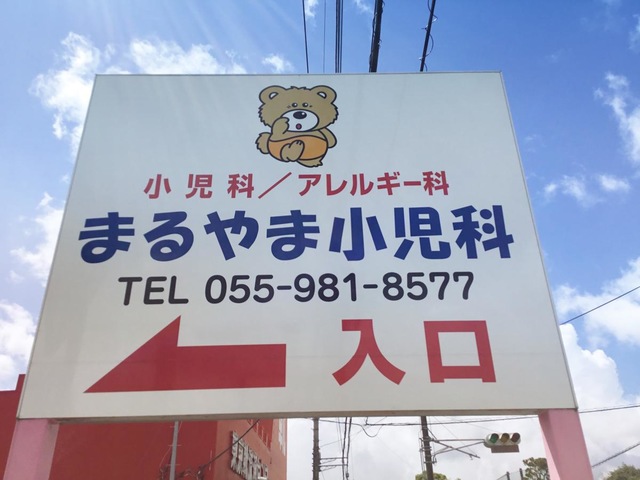 小児科／アレルギー科
まるやま小児科
TEL 055-981-8577
入口